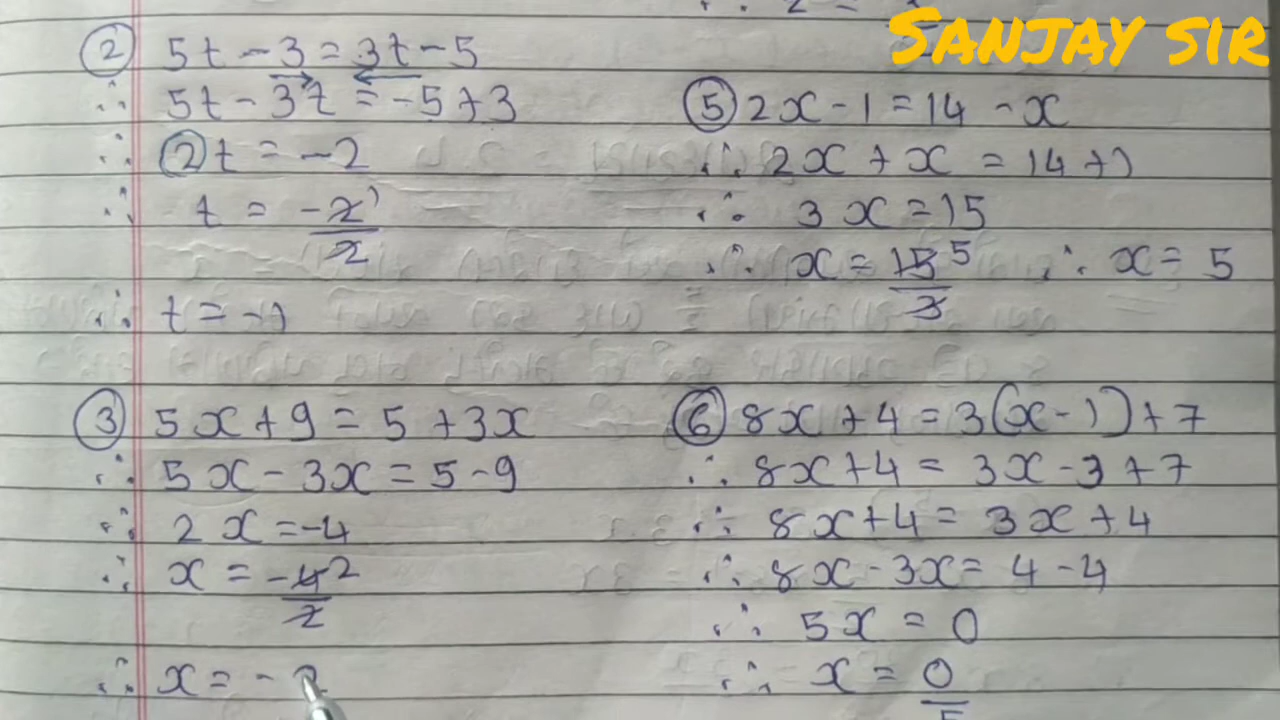 SANJAY SIR
② 5t - 3 = 3t - 5
∴ 5t - 3t = -5 + 3
∴ 2t = -2
∴ t = -2/2 1
∴ t = -1
③ 5x + 9 = 5 + 3x
∴ 5x - 3x = 5 - 9
∴ 2x = -4
∴ x = -4/2 2
∴ x = -2
⑤ 2x - 1 = 14 - x
∴ 2x + x = 14 + 1
∴ 3x = 15
∴ x = 15/3 5 ∴ x = 5
⑥ 8x + 4 = 3(x - 1) + 7
∴ 8x + 4 = 3x - 3 + 7
∴ 8x + 4 = 3x + 4
∴ 8x - 3x = 4 - 4
∴ 5x = 0
∴ x = 0/5